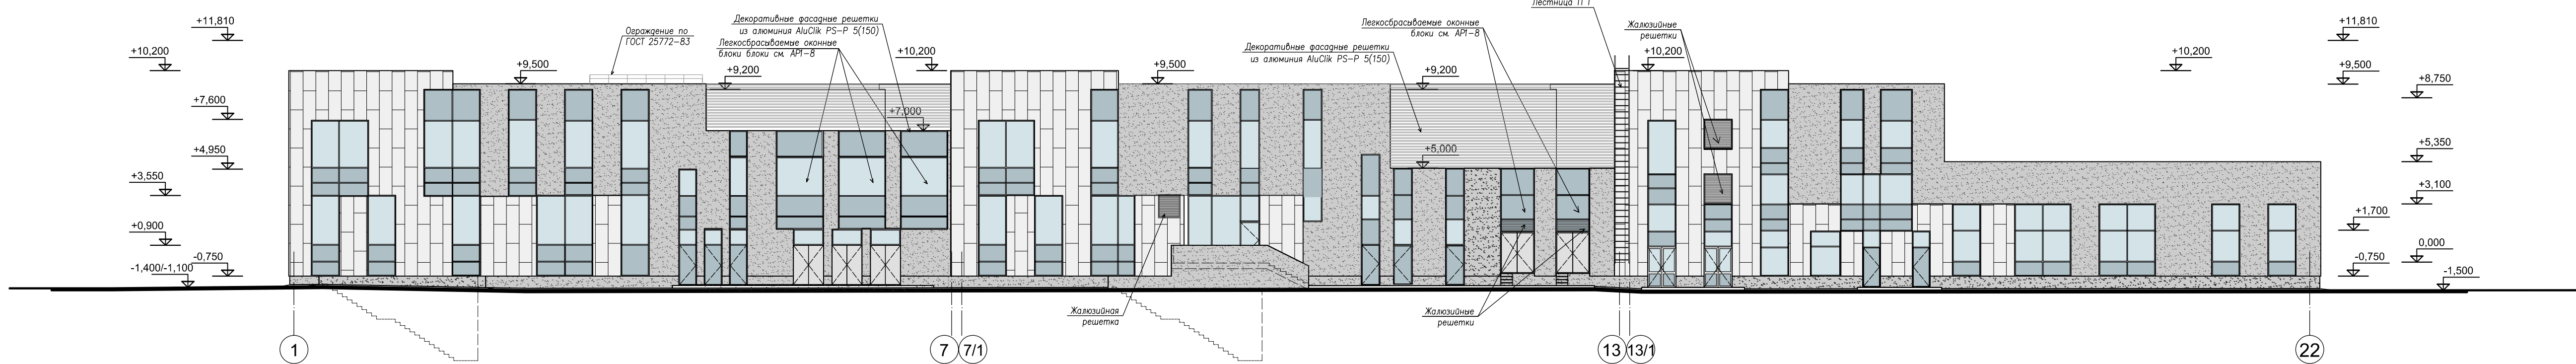 +11,810
+10,200
+7,600
+4,950
+3,550
+0,900
-0,750
-1,400/-1,100
+9,500
Ограждение по
ГОСТ 25772-83
Декоративные фасадные решетки
из алюминия AluClik PS-P 5(150)
Легкосбрасываемые оконные
блоки блоки см. АР1-8
+9,200
+10,200
+7,000
+9,500
Декоративные фасадные решетки
из алюминия AluClik PS-P 5(150)
Легкосбрасываемые оконные
блоки см. АР1-8
+9,200
+5,000
Лестница П1
Жалюзийные
решетки
+10,200
+10,200
+11,810
+9,500
+8,750
+5,350
+3,100
+1,700
0,000
-0,750
-1,500
Жалюзийная
решетка
Жалюзийные
решетки
1
7
7/1
13
13/1
22